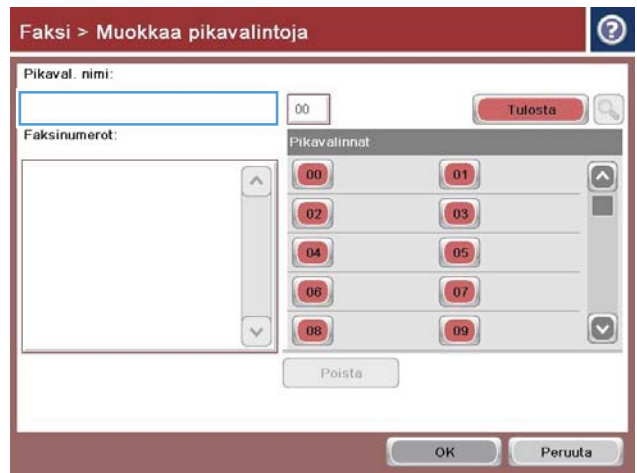 Faksi > Muokkaa pikavalintoja
Pikaval. nimi:
00
Tulosta
Faksinumerot:
Pikavalinnat
00 01
02 03
04 05
06 07
08 09
Poista
OK Peruuta